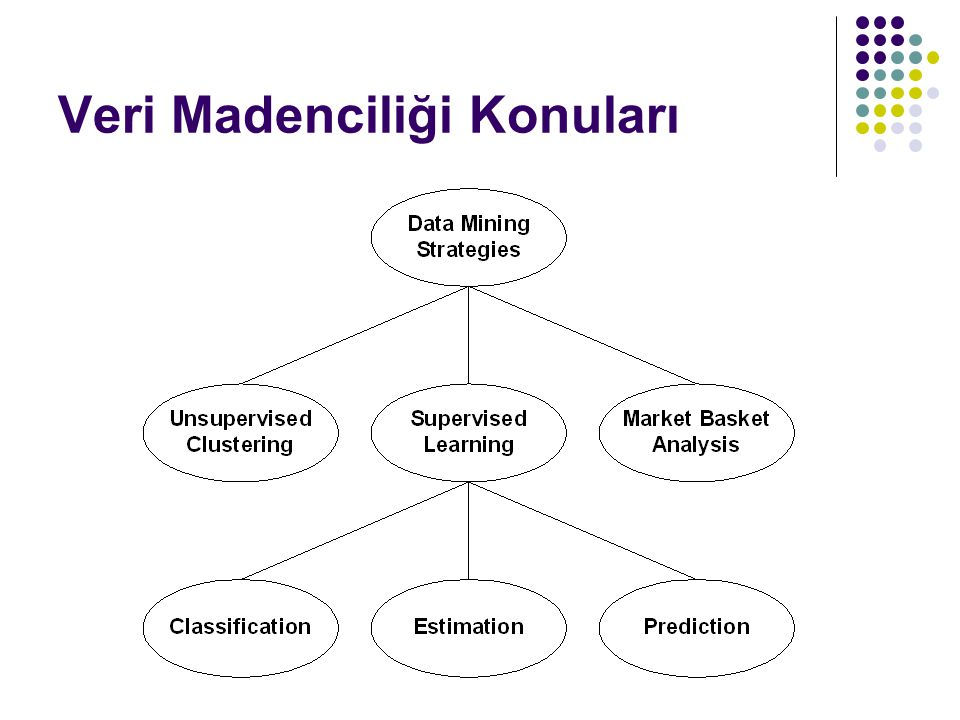 Veri Madenciliği Konuları
Data Mining
Strategies
Unsupervised
Clustering
Supervised
Learning
Market Basket
Analysis
Classification
Estimation
Prediction